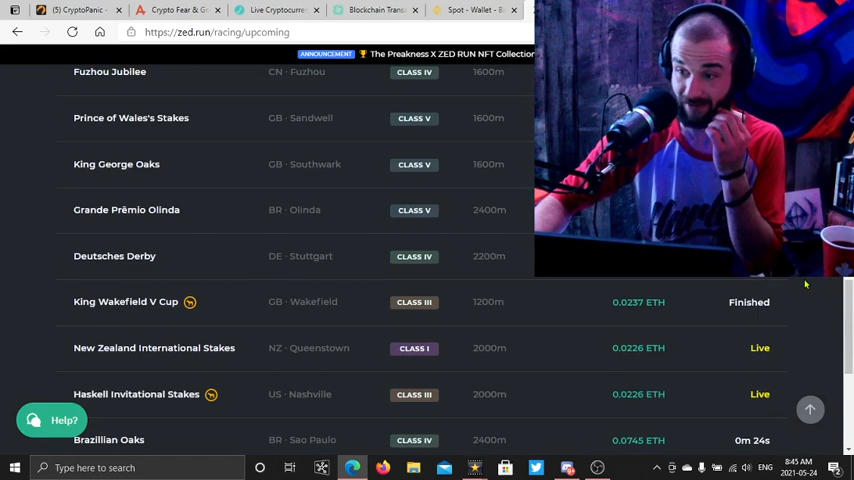 (5) CryptoPanic -
Crypto Fear & Gr
Live Cryptocurren
Blockchain Transa
Spot - Wallet - B
https://zed.run/racing/upcoming
ANNOUNCEMENT 🏆 The Preakness X ZED RUN NFT Collection
Fuzhou Jubilee CN · Fuzhou CLASS IV 1600m
Prince of Wales's Stakes GB · Sandwell CLASS V 1600m
King George Oaks GB · Southwark CLASS V 1600m
Grande Prêmio Olinda BR · Olinda CLASS V 2400m
Deutsches Derby DE · Stuttgart CLASS IV 2200m
King Wakefield V Cup GB · Wakefield CLASS III 1200m 0.0237 ETH Finished
New Zealand International Stakes NZ · Queenstown CLASS I 2000m 0.0226 ETH Live
Haskell Invitational Stakes US · Nashville CLASS III 2000m 0.0226 ETH Live
Help?
Brazillian Oaks BR · Sao Paulo CLASS IV 2400m 0.0745 ETH 0m 24s
Type here to search
ENG
8:45 AM
2021-05-24
2